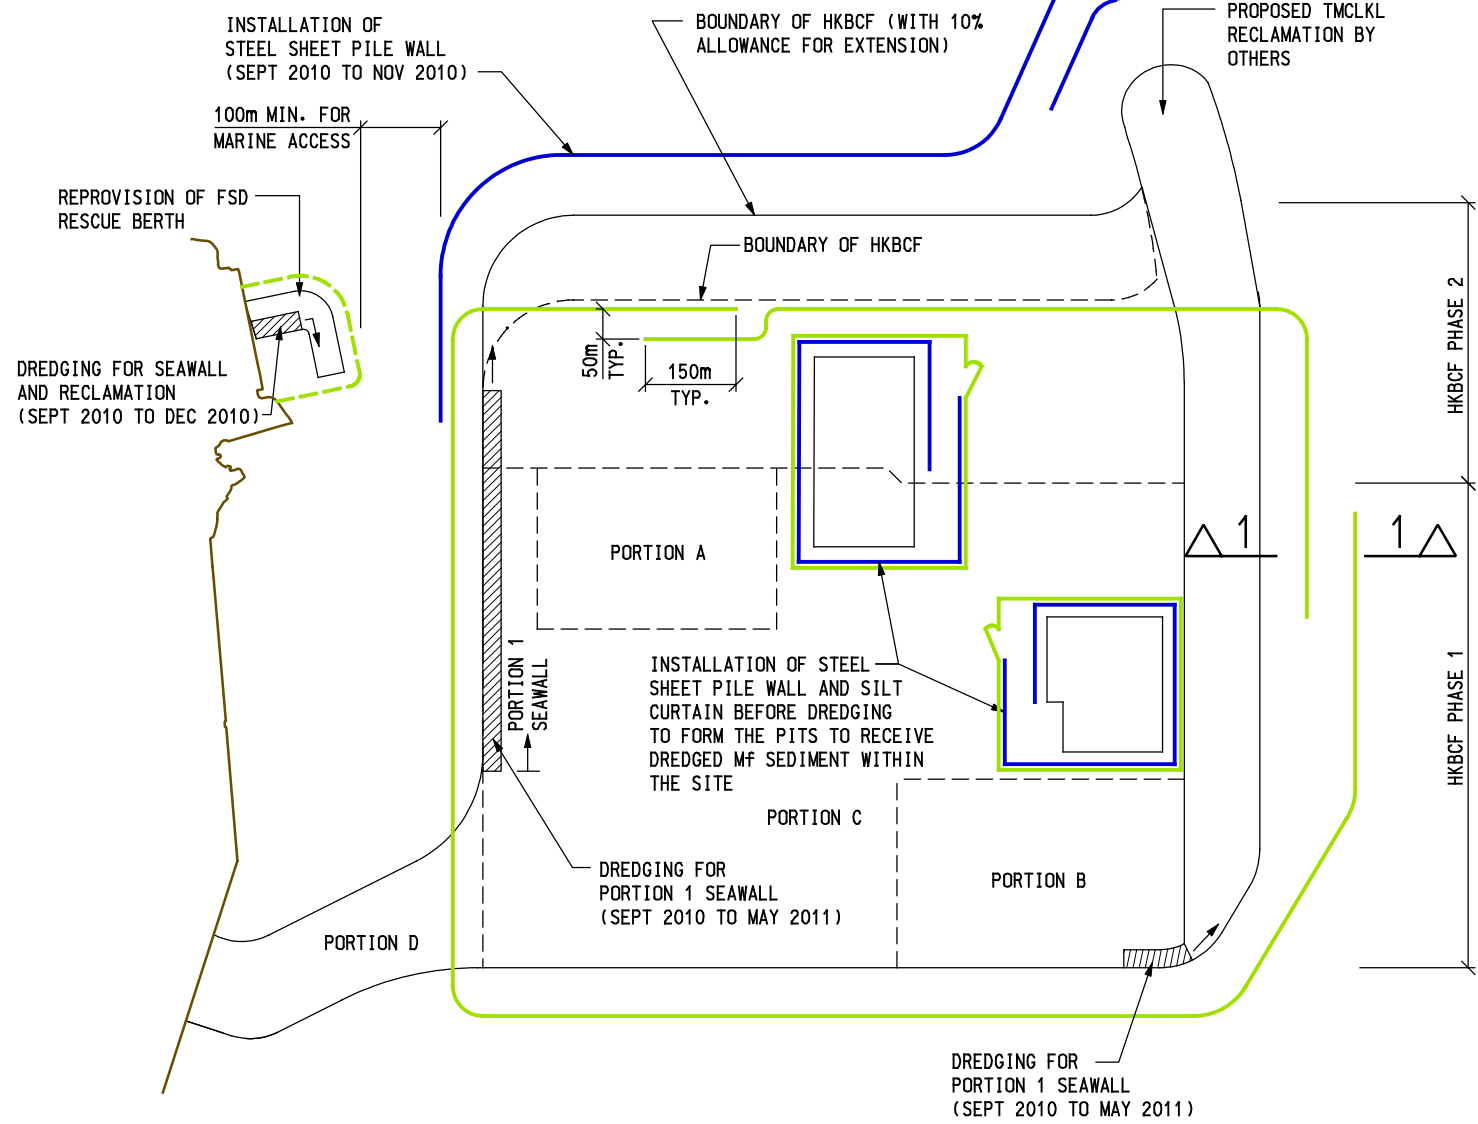 INSTALLATION OF
STEEL SHEET PILE WALL
(SEPT 2010 TO NOV 2010)
BOUNDARY OF HKBCF (WITH 10%
ALLOWANCE FOR EXTENSION)
PROPOSED TMCLKL
RECLAMATION BY
OTHERS
100m MIN. FOR
MARINE ACCESS
REPROVISION OF FSD
RESCUE BERTH
BOUNDARY OF HKBCF
DREDGING FOR SEAWALL
AND RECLAMATION
(SEPT 2010 TO DEC 2010)
50m
TYP.
150m
TYP.
HKBCF PHASE 2
PORTION A
1
1
PORTION 1
SEAWALL
INSTALLATION OF STEEL
SHEET PILE WALL AND SILT
CURTAIN BEFORE DREDGING
TO FORM THE PITS TO RECEIVE
DREDGED Mf SEDIMENT WITHIN
THE SITE
HKBCF PHASE 1
PORTION C
DREDGING FOR
PORTION 1 SEAWALL
(SEPT 2010 TO MAY 2011)
PORTION B
PORTION D
DREDGING FOR
PORTION 1 SEAWALL
(SEPT 2010 TO MAY 2011)